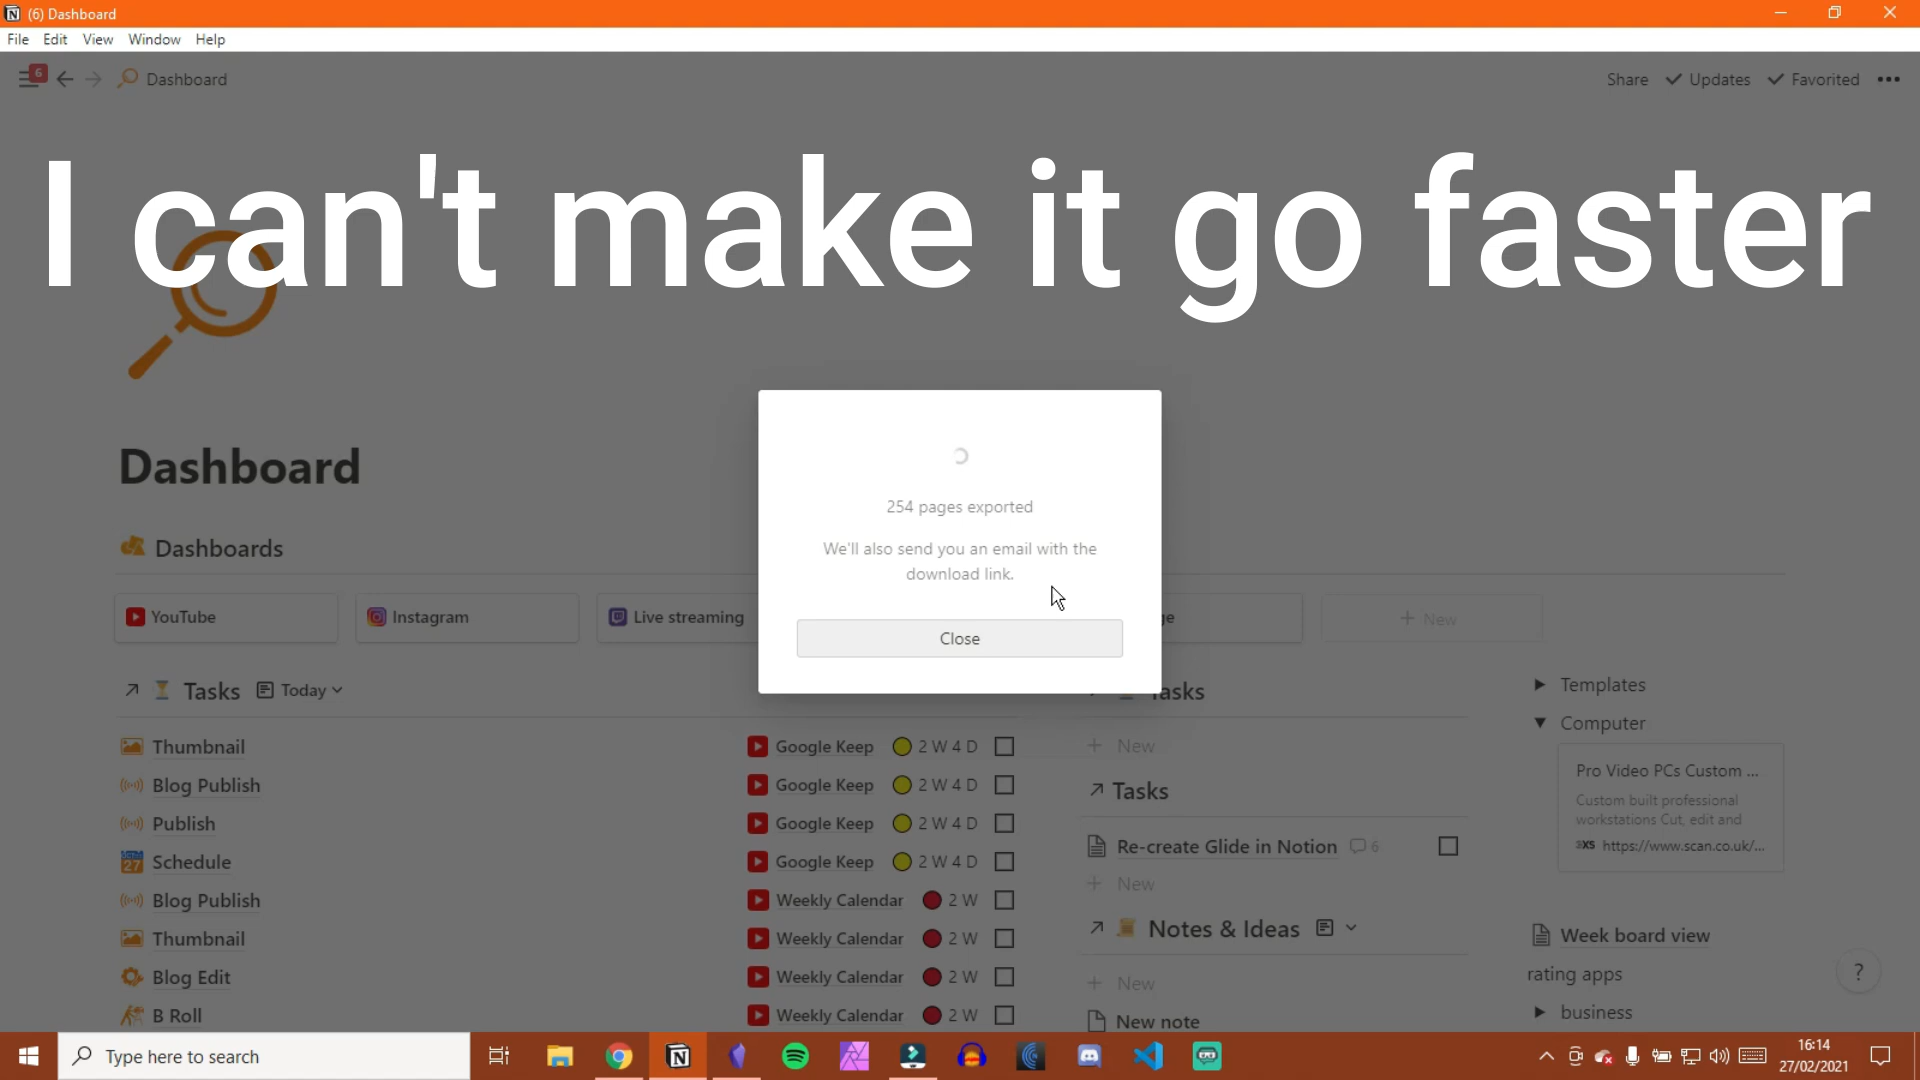 (6) Dashboard
File Edit View Window Help
6
Dashboard
Share Updates Favorited
I can't make it go faster
254 pages exported
We'll also send you an email with the
download link.
Close
Dashboard
Dashboards
YouTube
Instagram
Live streaming
ge
+ New
Tasks Today
Thumbnail Google Keep 2 W 4 D
Blog Publish Google Keep 2 W 4 D
Publish Google Keep 2 W 4 D
Schedule Google Keep 2 W 4 D
Blog Publish Weekly Calendar 2 W
Thumbnail Weekly Calendar 2 W
Blog Edit Weekly Calendar 2 W
B Roll Weekly Calendar 2 W
Tasks
+ New
Tasks
Re-create Glide in Notion 6
+ New
Notes & Ideas
+ New
New note
Templates
Computer
Pro Video PCs Custom ...
Custom built professional
workstations Cut, edit and
https://www.scan.co.uk/...
Week board view
rating apps
business
?
Type here to search
16:14
27/02/2021